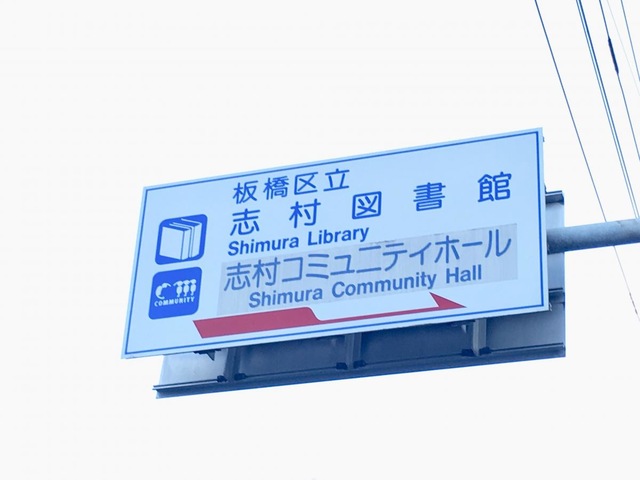 板橋区立
志村図書館
Shimura Library
志村コミュニティホール
Shimura Community Hall
COMMUNITY